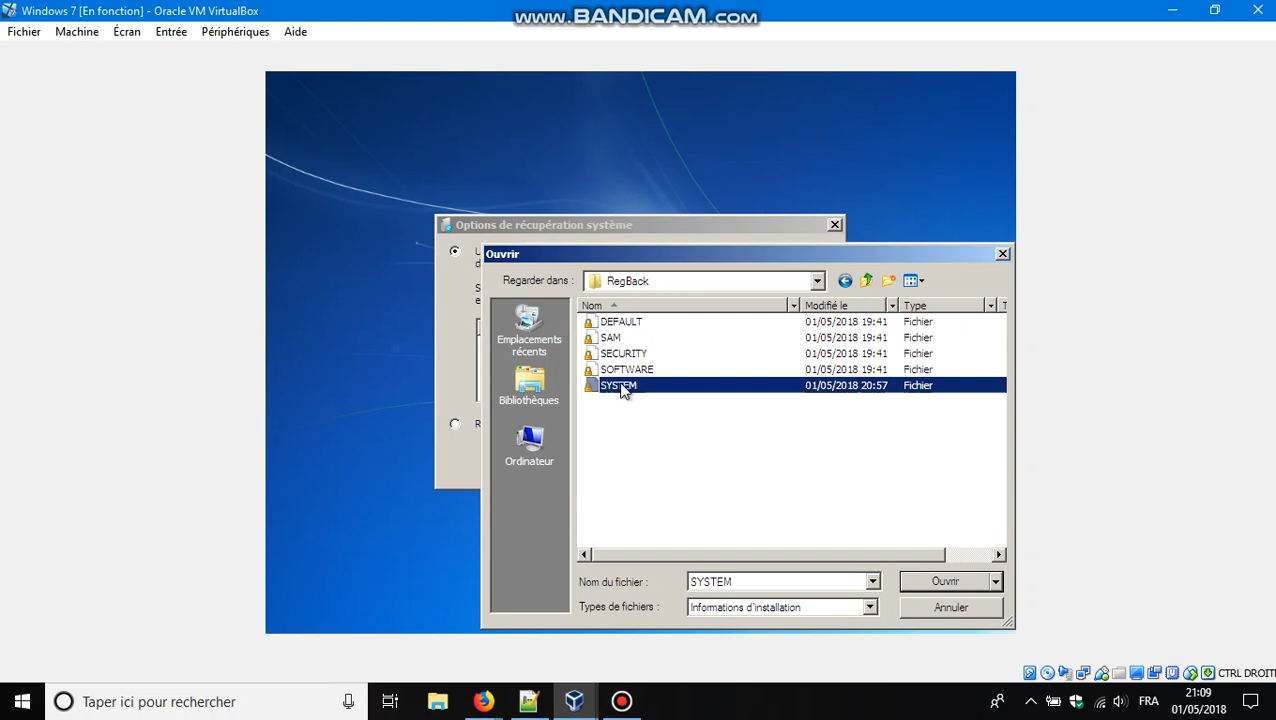 Windows 7 [En fonction] - Oracle VM VirtualBox
www.BANDICAM.com
Fichier Machine Écran Entrée Périphériques Aide
Options de récupération système
Ouvrir
Regarder dans : RegBack
Nom Modifié le Type
DEFAULT 01/05/2018 19:41 Fichier
SAM 01/05/2018 19:41 Fichier
SECURITY 01/05/2018 19:41 Fichier
SOFTWARE 01/05/2018 19:41 Fichier
SYSTEM 01/05/2018 20:57 Fichier
Emplacements
récents
Bibliothèques
Ordinateur
Nom du fichier : SYSTEM Ouvrir
Types de fichiers : Informations d'installation Annuler
CTRL DROITE
Taper ici pour rechercher
FRA
21:09
01/05/2018